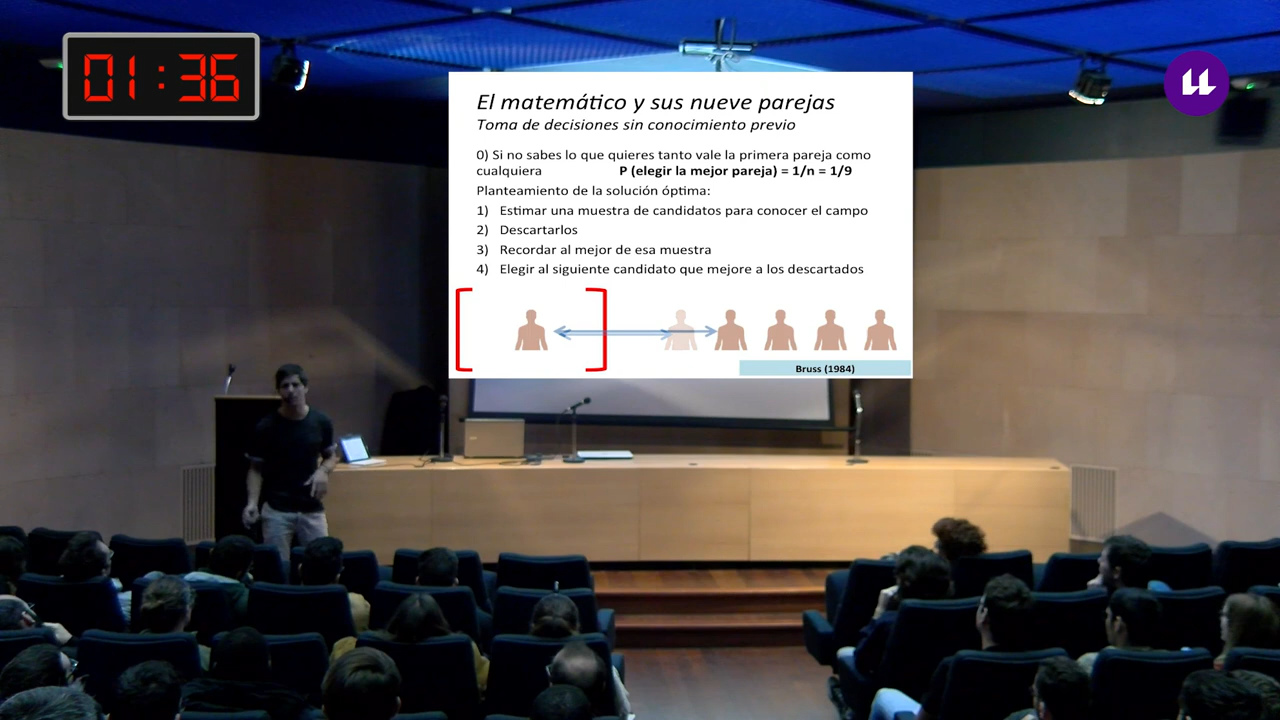 01:36
El matemático y sus nueve parejas
Toma de decisiones sin conocimiento previo
0) Si no sabes lo que quieres tanto vale la primera pareja como
cualquiera P (elegir la mejor pareja) = 1/n = 1/9
Planteamiento de la solución óptima:
1) Estimar una muestra de candidatos para conocer el campo
2) Descartarlos
3) Recordar al mejor de esa muestra
4) Elegir al siguiente candidato que mejore a los descartados
Bruss (1984)